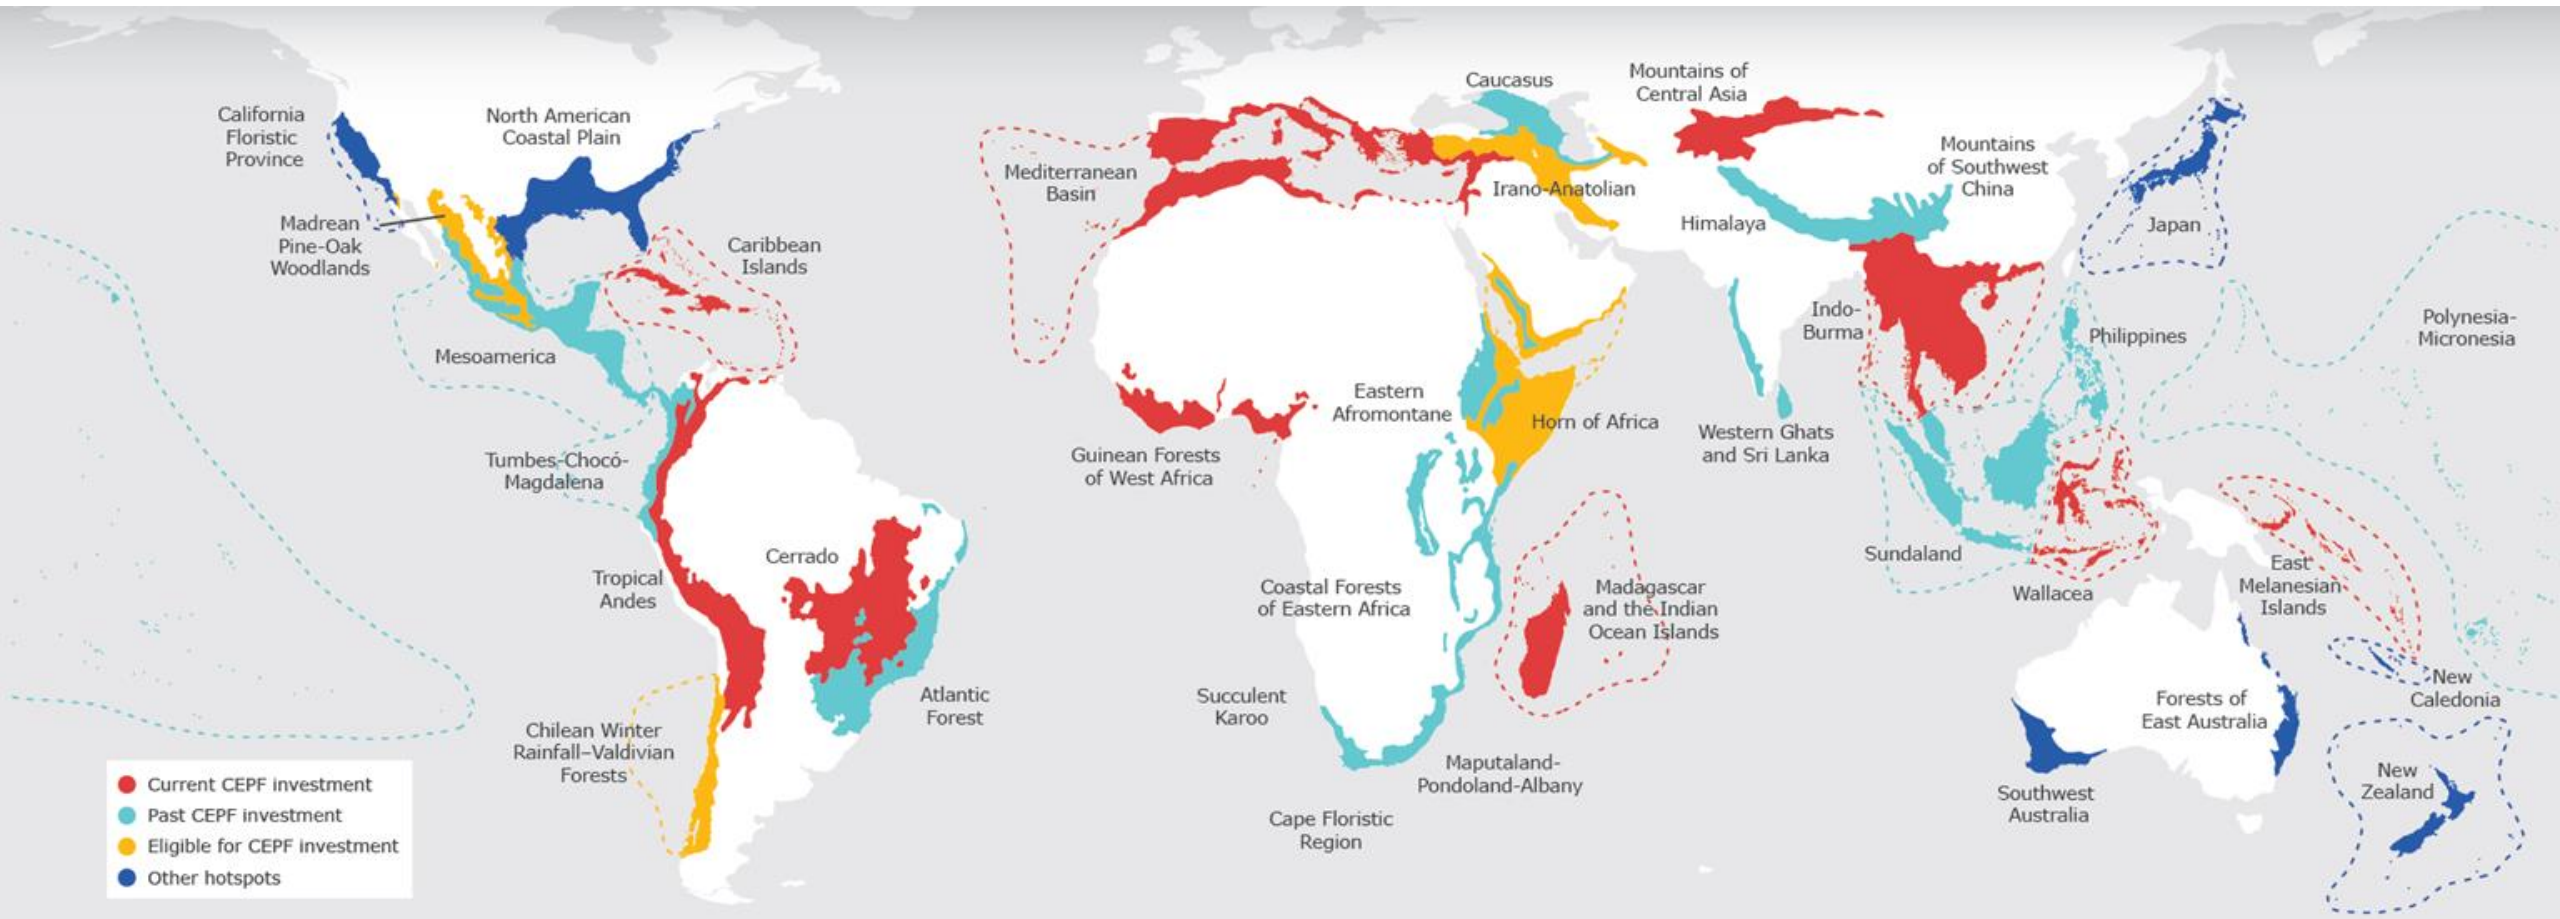 California
Floristic
Province
North American
Coastal Plain
Madrean
Pine-Oak
Woodlands
Caribbean
Islands
Mesoamerica
Tumbes-Chocó-
Magdalena
Tropical
Andes
Cerrado
Atlantic
Forest
Chilean Winter
Rainfall–Valdivian
Forests
Mediterranean
Basin
Caucasus
Irano-Anatolian
Mountains of
Central Asia
Mountains
of Southwest
China
Himalaya
Japan
Indo-
Burma
Philippines
Polynesia-
Micronesia
Guinean Forests
of West Africa
Eastern
Afromontane
Horn of Africa
Western Ghats
and Sri Lanka
Coastal Forests
of Eastern Africa
Madagascar
and the Indian
Ocean Islands
Sundaland
Wallacea
East
Melanesian
Islands
Succulent
Karoo
Maputaland-
Pondoland-Albany
Cape Floristic
Region
Forests of
East Australia
New
Caledonia
Southwest
Australia
New
Zealand
Current CEPF investment
Past CEPF investment
Eligible for CEPF investment
Other hotspots